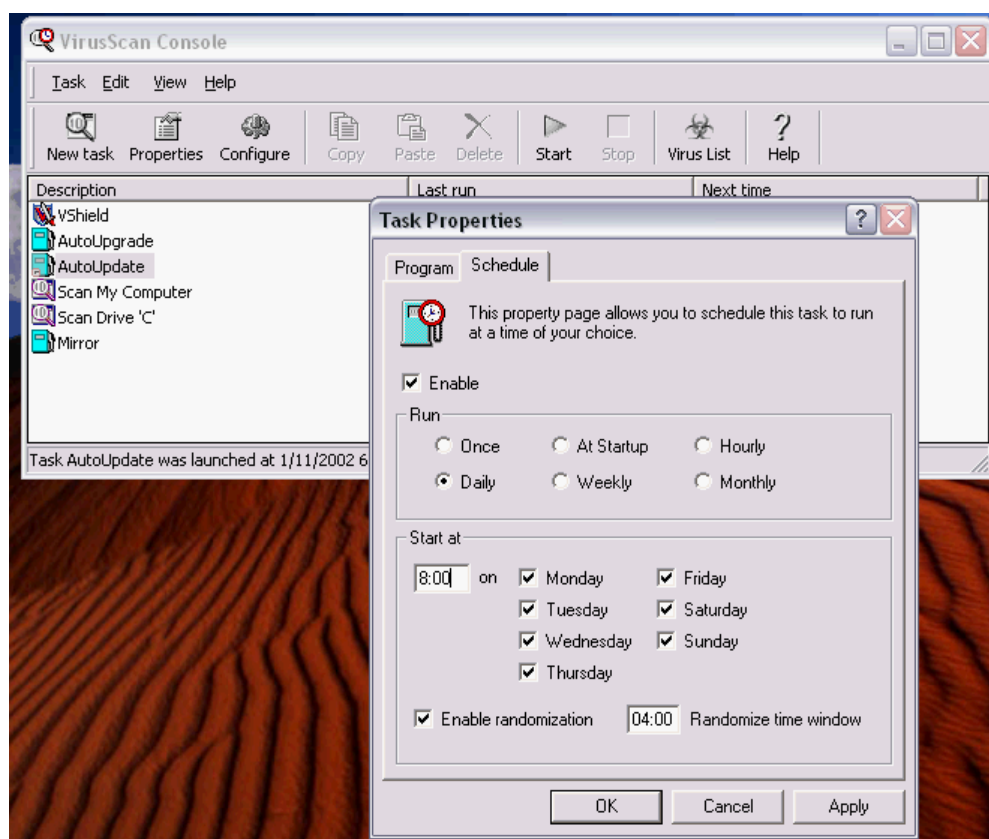 VirusScan Console
Task Edit View Help
New task Properties Configure Copy Paste Delete Start Stop Virus List Help
Description Last run Next time
VShield
AutoUpgrade
AutoUpdate
Scan My Computer
Scan Drive 'C'
Mirror
Task AutoUpdate was launched at 1/11/2002 6
Task Properties
Program Schedule
This property page allows you to schedule this task to run
at a time of your choice.
Enable
Run
Once At Startup Hourly
Daily Weekly Monthly
Start at
8:00 on Monday Friday
Tuesday Saturday
Wednesday Sunday
Thursday
Enable randomization 04:00 Randomize time window
OK Cancel Apply